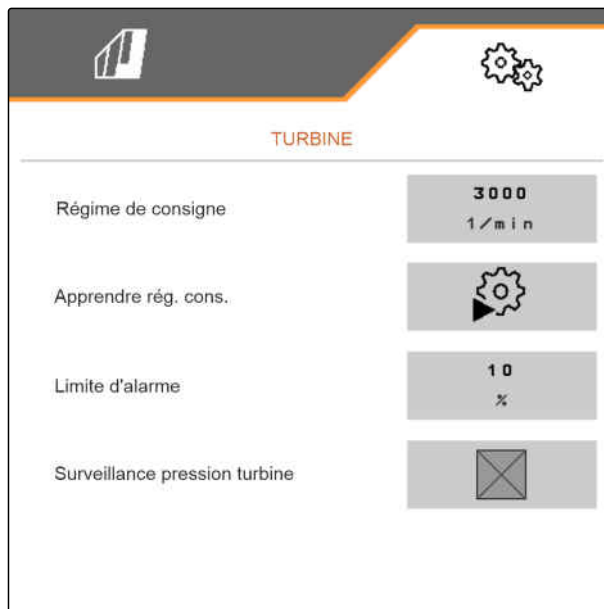 TURBINE
Régime de consigne
3000
1/min
Apprendre rég. cons.
Limite d'alarme
10
%
Surveillance pression turbine